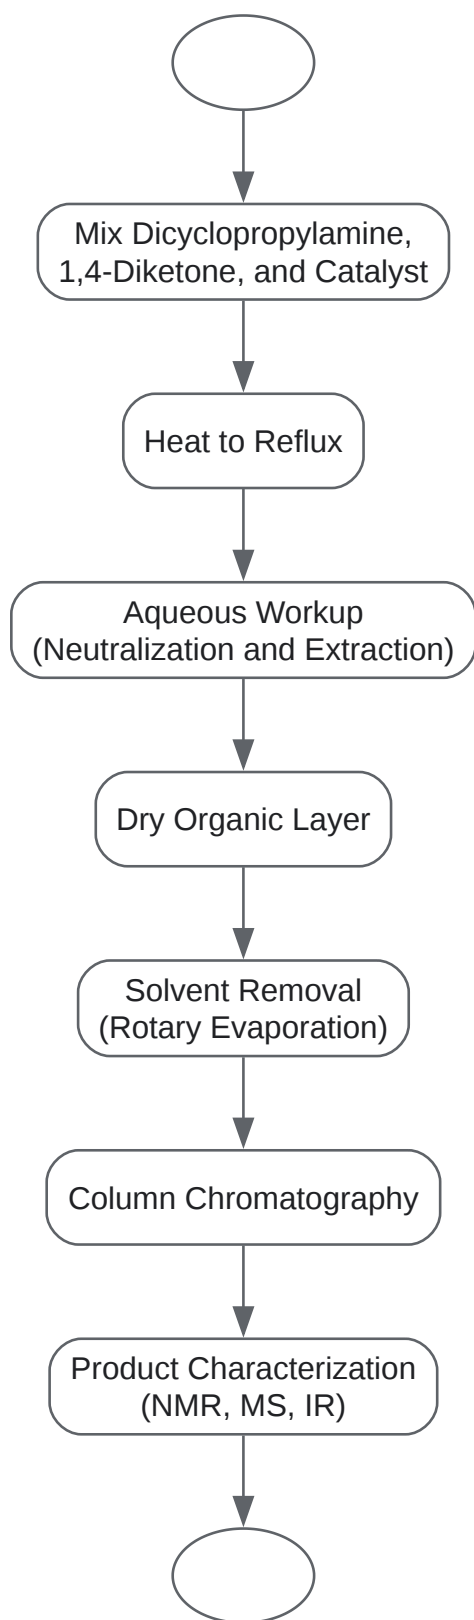 Mix Dicyclopropylamine,
1,4-Diketone, and Catalyst
Heat to Reflux
Aqueous Workup
(Neutralization and Extraction)
Dry Organic Layer
Solvent Removal
(Rotary Evaporation)
Column Chromatography
Product Characterization
(NMR, MS, IR)